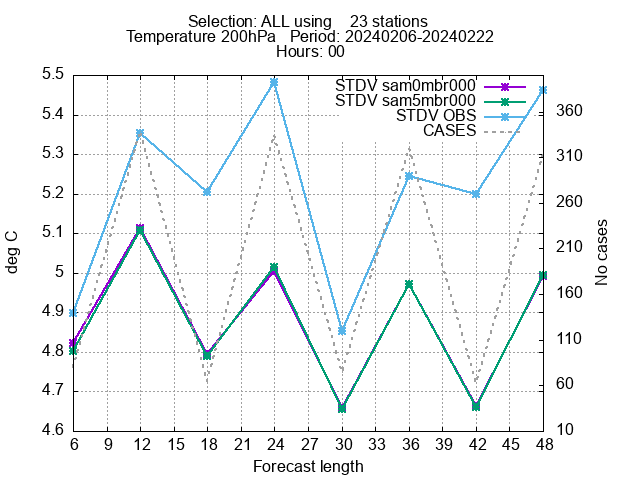 Selection: ALL using    23 stations
Temperature 200hPa   Period: 20240206-20240222
Hours: 00
STDV sam0mbr000
STDV sam5mbr000
STDV OBS
CASES
deg C
5.5
5.4
5.3
5.2
5.1
5
4.9
4.8
4.7
4.6
No cases
360
310
260
210
160
110
60
10
6 9 12 15 18 21 24 27 30 33 36 39 42 45 48
Forecast length